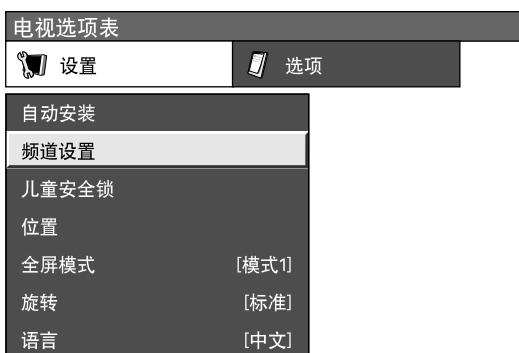 电视选项表
设置 选项
自动安装
频道设置
儿童安全锁
位置
全屏模式 [模式1]
旋转 [标准]
语言 [中文]